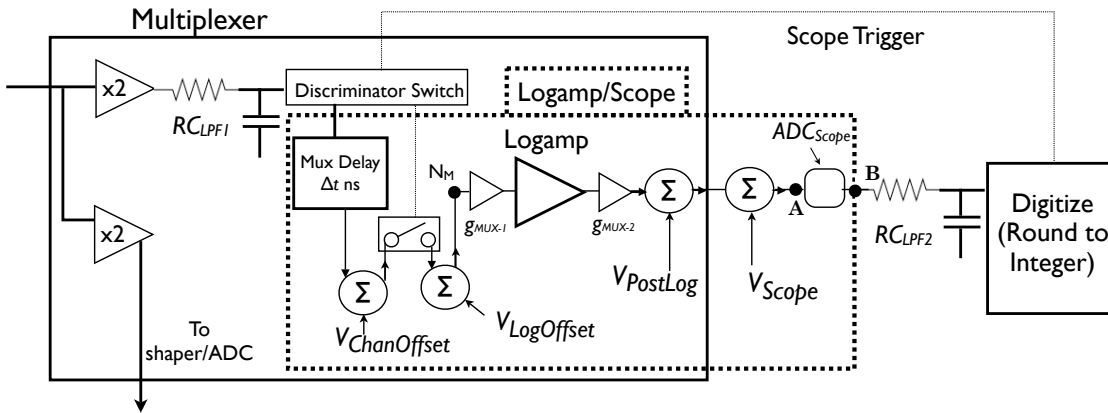 Multiplexer
Scope Trigger
x2
RC_LPF1
Discriminator Switch
Logamp/Scope
Mux Delay
Δt ns
N_M
Logamp
g_MUX-1
g_MUX-2
Σ
Σ
ADC_Scope
A
B
RC_LPF2
Digitize
(Round to
Integer)
x2
Σ
Σ
V_PostLog
V_Scope
V_LogOffset
V_ChanOffset
To
shaper/ADC